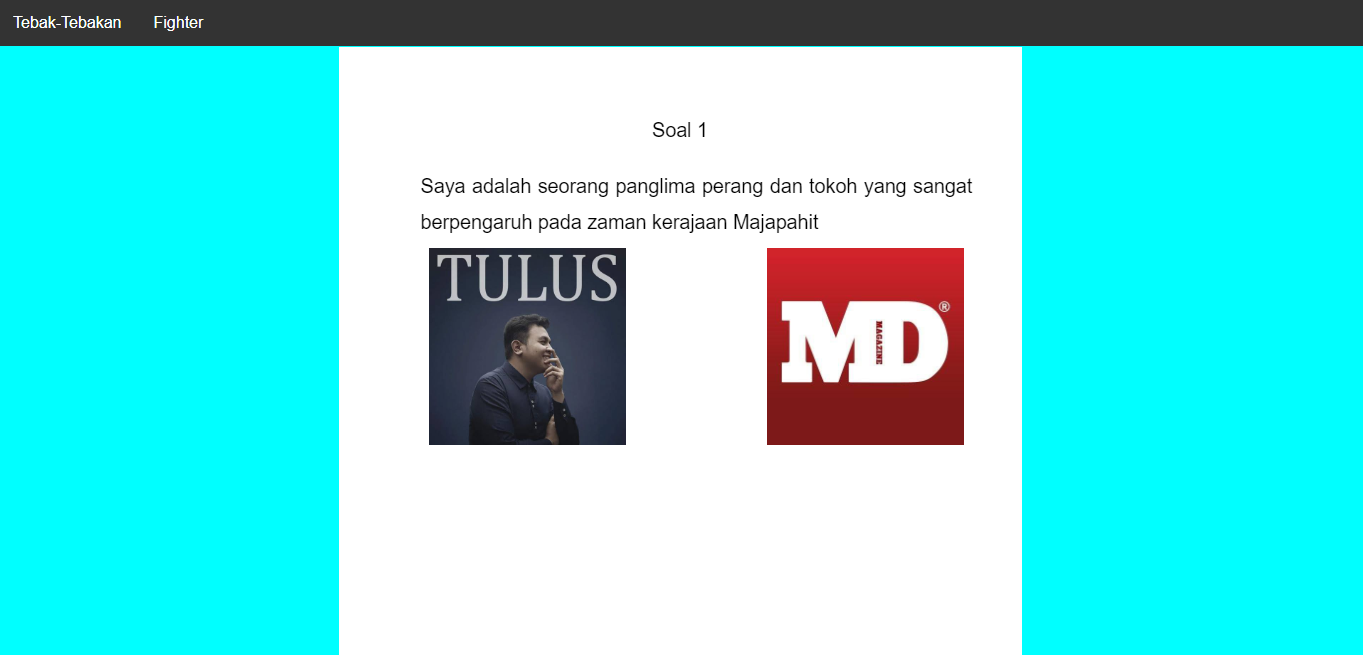 Tebak-Tebakan Fighter
Soal 1
Saya adalah seorang panglima perang dan tokoh yang sangat
berpengaruh pada zaman kerajaan Majapahit
TULUS
MD®
MAGAZINE